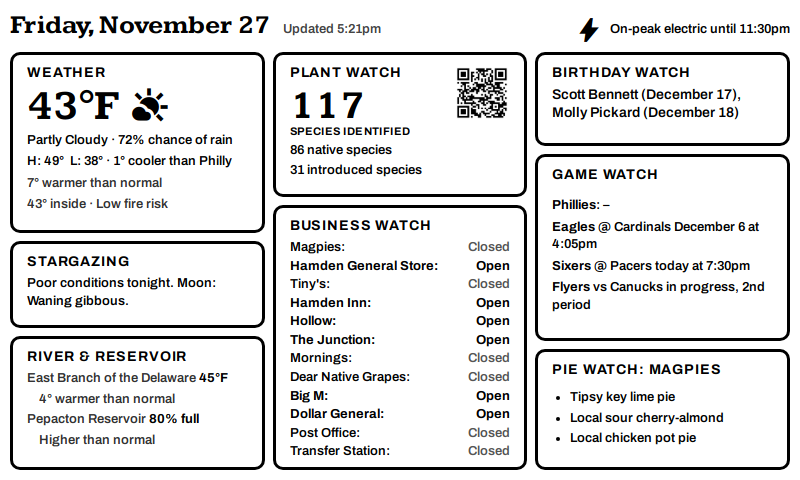 Friday, November 27 Updated 5:21pm
On-peak electric until 11:30pm
WEATHER
43°F
Partly Cloudy · 72% chance of rain
H: 49° L: 38° · 1° cooler than Philly
7° warmer than normal
43° inside · Low fire risk
STARGAZING
Poor conditions tonight. Moon:
Waning gibbous.
RIVER & RESERVOIR
East Branch of the Delaware 45°F
4° warmer than normal
Pepacton Reservoir 80% full
Higher than normal
PLANT WATCH
117
SPECIES IDENTIFIED
86 native species
31 introduced species
BUSINESS WATCH
Magpies: Closed
Hamden General Store: Open
Tiny's: Closed
Hamden Inn: Open
Hollow: Open
The Junction: Open
Mornings: Closed
Dear Native Grapes: Closed
Big M: Open
Dollar General: Open
Post Office: Closed
Transfer Station: Closed
BIRTHDAY WATCH
Scott Bennett (December 17),
Molly Pickard (December 18)
GAME WATCH
Phillies: –
Eagles @ Cardinals December 6 at
4:05pm
Sixers @ Pacers today at 7:30pm
Flyers vs Canucks in progress, 2nd
period
PIE WATCH: MAGPIES
• Tipsy key lime pie
• Local sour cherry-almond
• Local chicken pot pie